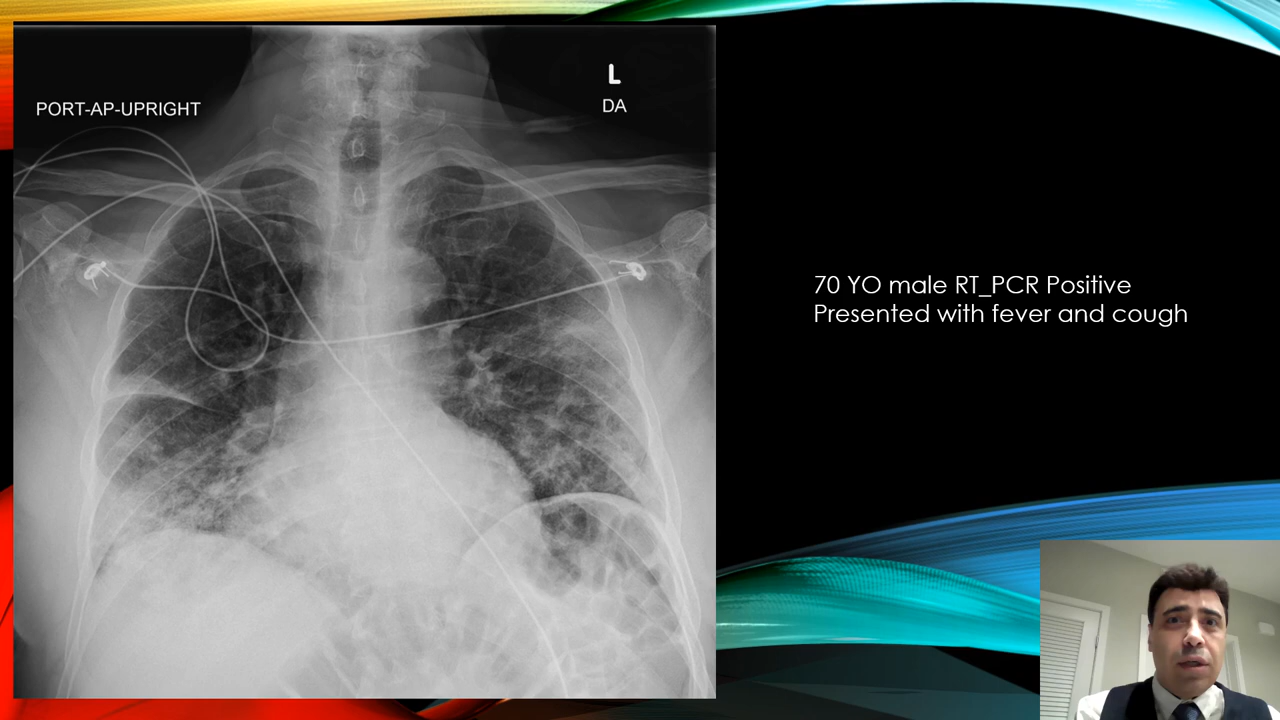 L
PORT-AP-UPRIGHT
DA
70 YO male RT_PCR Positive
Presented with fever and cough